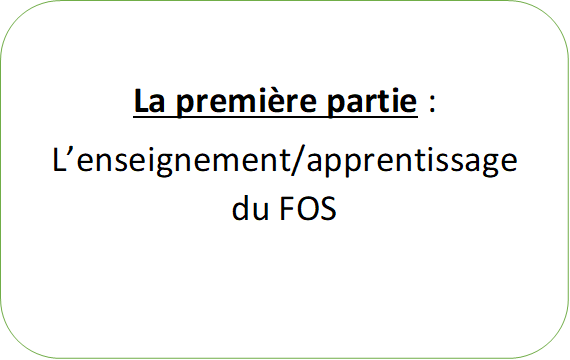 La première partie :
L’enseignement/apprentissage
du FOS